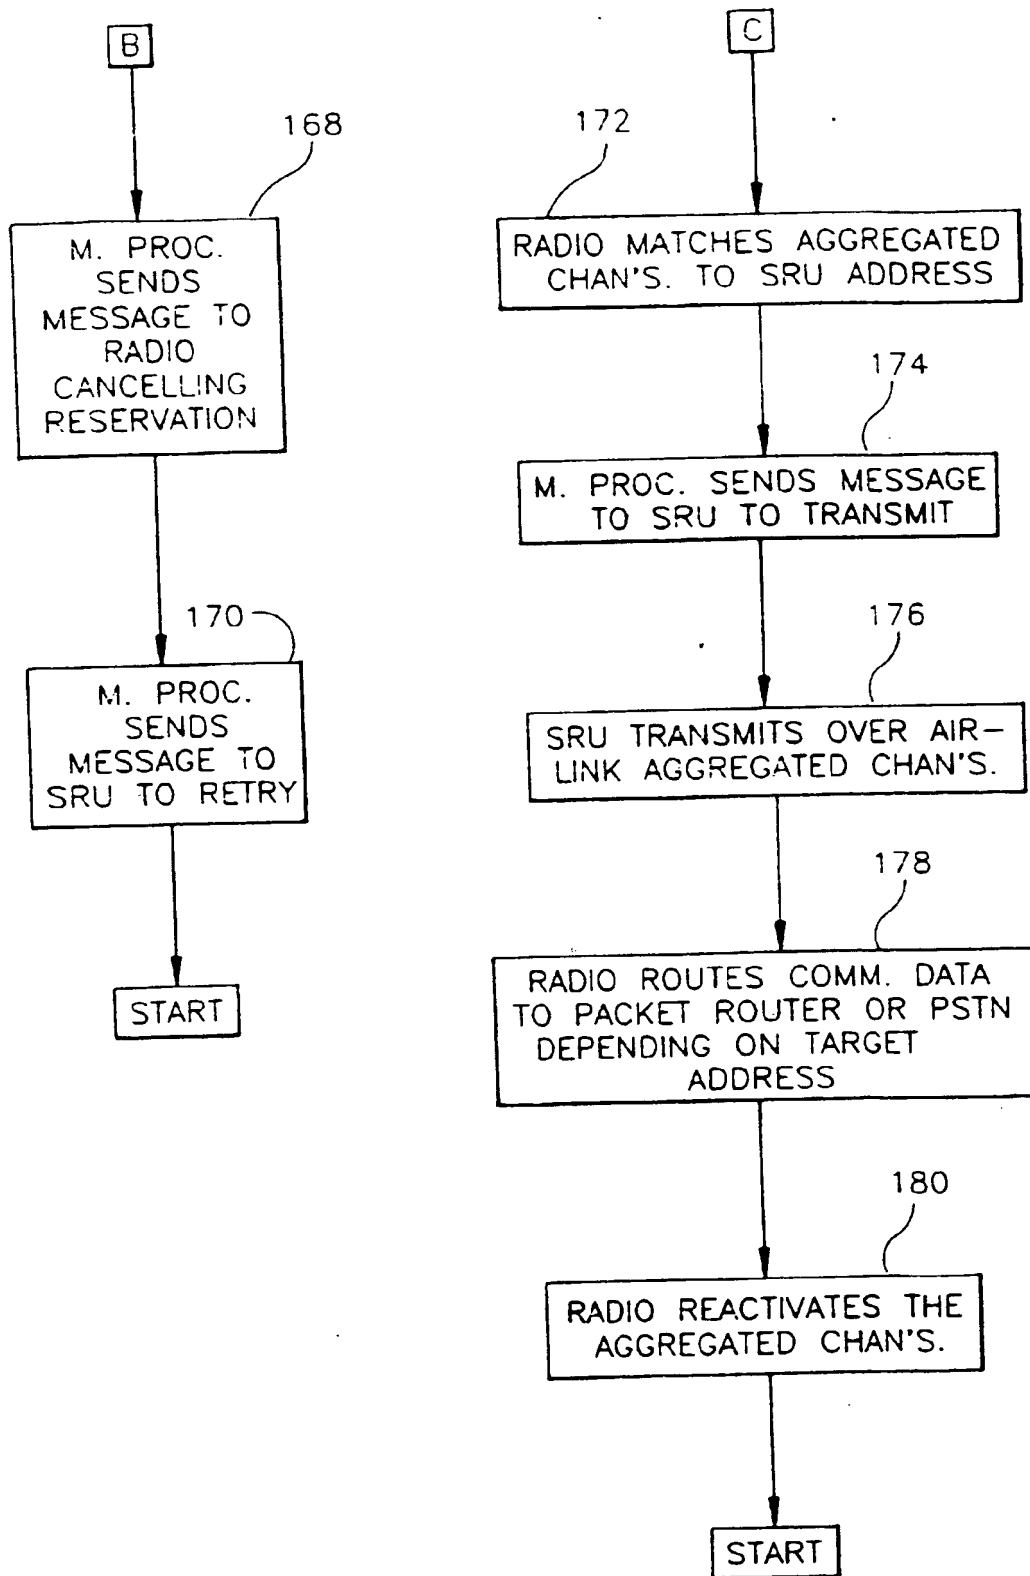 B
168
M. PROC.
SENDS
MESSAGE TO
RADIO
CANCELLING
RESERVATION
170
M. PROC.
SENDS
MESSAGE TO
SRU TO RETRY
START
C
172
RADIO MATCHES AGGREGATED
CHAN'S. TO SRU ADDRESS
174
M. PROC. SENDS MESSAGE
TO SRU TO TRANSMIT
176
SRU TRANSMITS OVER AIR–
LINK AGGREGATED CHAN'S.
178
RADIO ROUTES COMM. DATA
TO PACKET ROUTER OR PSTN
DEPENDING ON TARGET
ADDRESS
180
RADIO REACTIVATES THE
AGGREGATED CHAN'S.
START